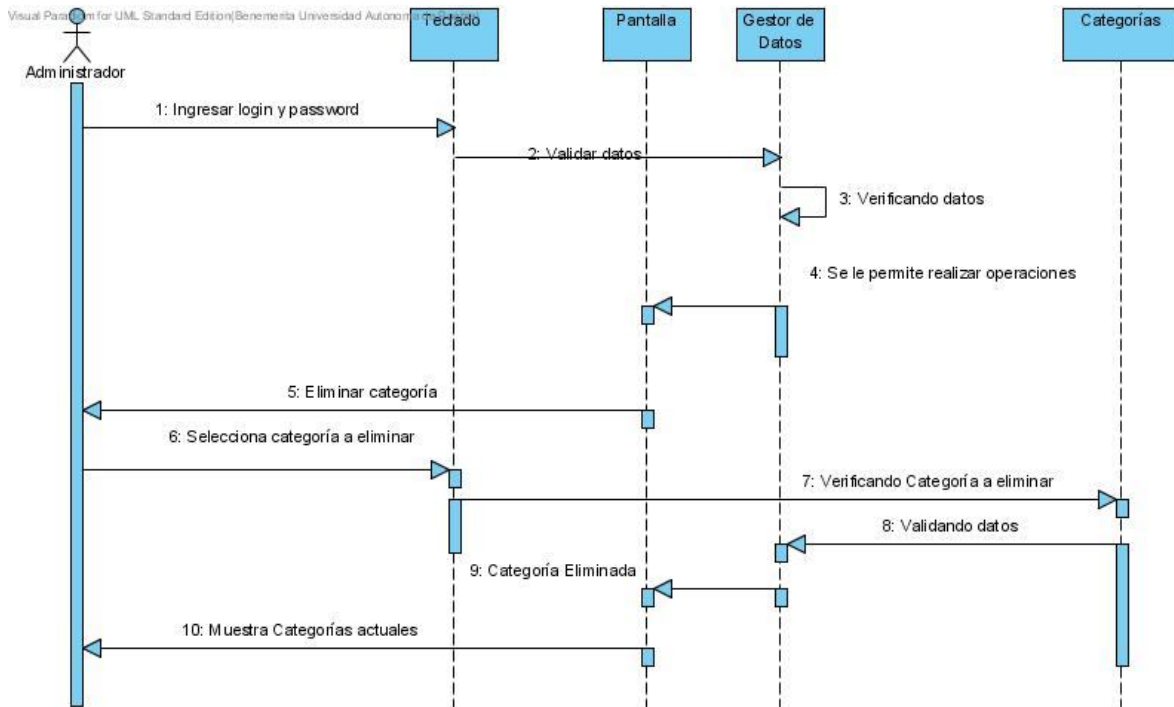 Visual Paradigm for UML Standard Edition(Benemerita Universidad Autonoma de
Teclado
Pantalla
Gestor de
Datos
Categorías
Administrador
1: Ingresar login y password
2: Validar datos
3: Verificando datos
4: Se le permite realizar operaciones
5: Eliminar categoría
6: Selecciona categoría a eliminar
7: Verificando Categoría a eliminar
8: Validando datos
9: Categoría Eliminada
10: Muestra Categorías actuales